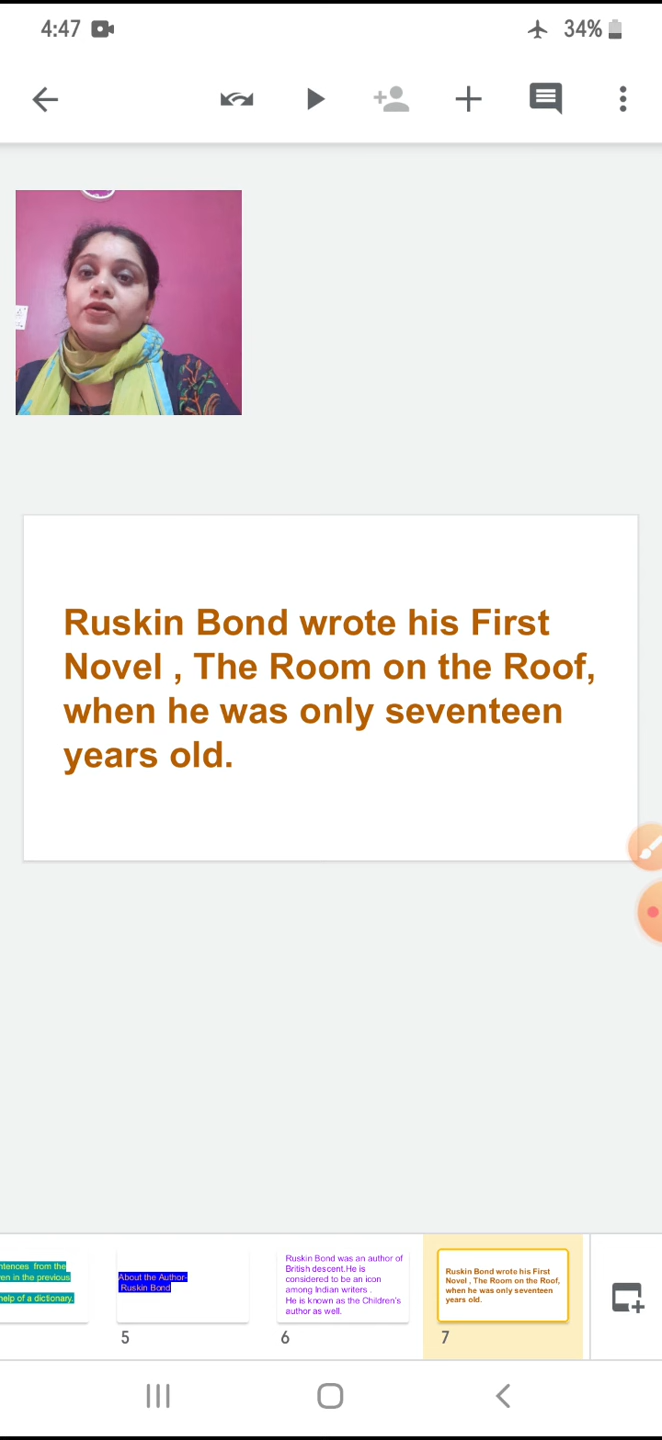 4:47
34%
Ruskin Bond wrote his First
Novel , The Room on the Roof,
when he was only seventeen
years old.
ntences from the
en in the previous
help of a dictionary.
About the Author-
Ruskin Bond
Ruskin Bond was an author of
British descent.He is
considered to be an icon
among Indian writers .
He is known as the Children's
author as well.
Ruskin Bond wrote his First
Novel , The Room on the Roof,
when he was only seventeen
years old.
5
6
7